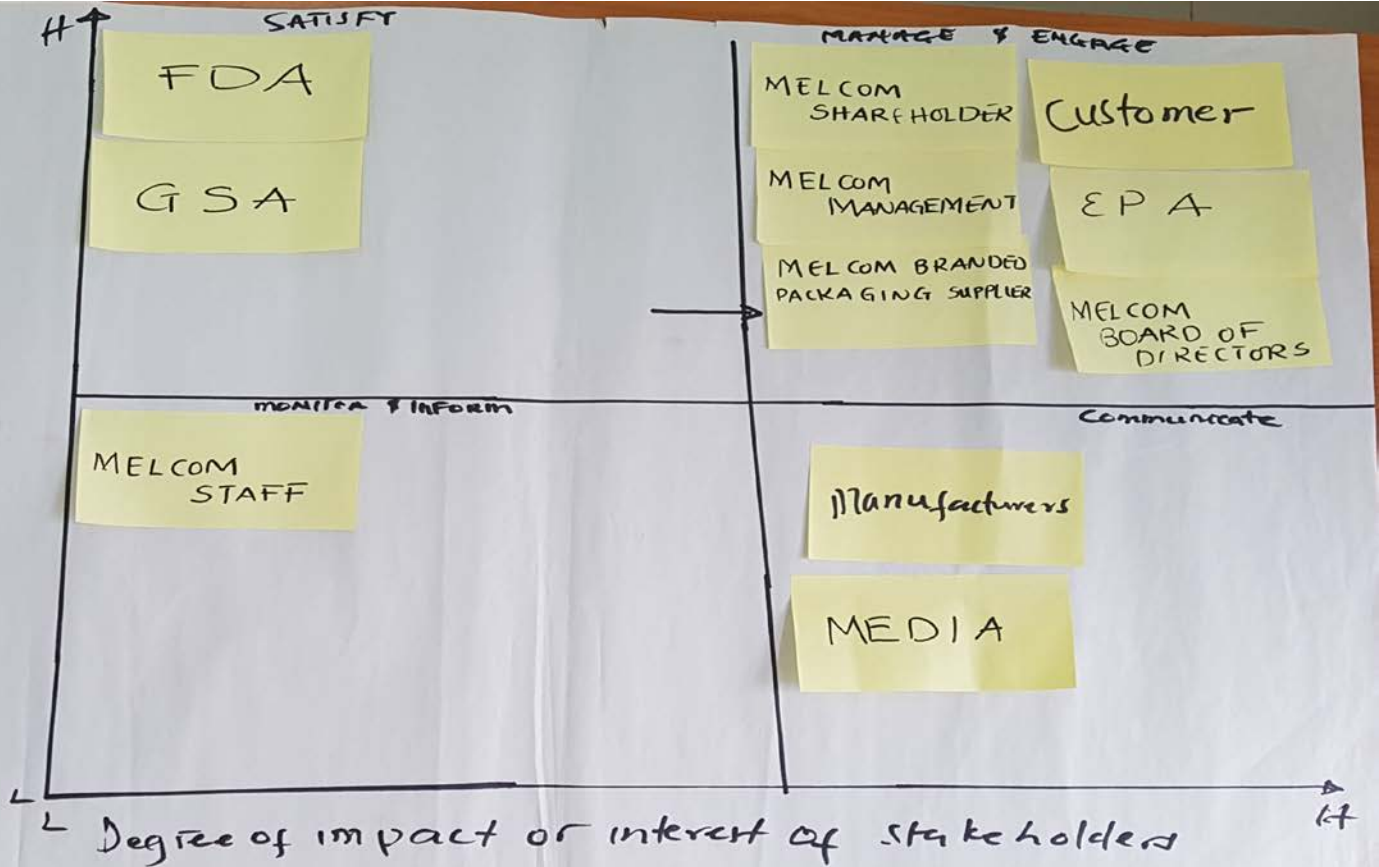 H
SATISFY
MANAGE & ENGAGE
FDA
GSA
MELCOM
SHAREHOLDER
Customer
MELCOM
MANAGEMENT
EPA
MELCOM BRANDED
PACKAGING SUPPLIER
MELCOM
BOARD OF
DIRECTORS
MONITER & INFORM
Communicate
MELCOM
STAFF
Manufacturers
MEDIA
L
L
H
Degree of impact or interest of stakeholders